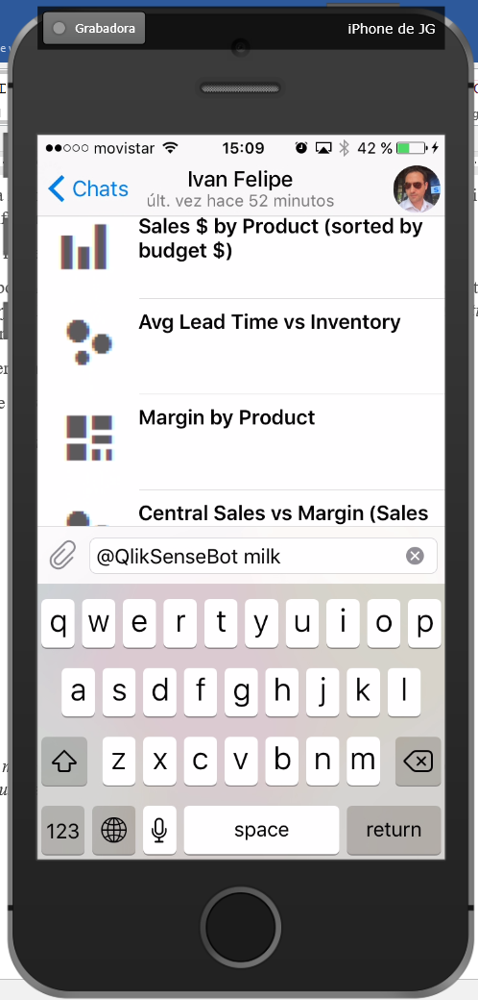 Grabadora
iPhone de JG
movistar 15:09 42 %
Chats
Ivan Felipe
últ. vez hace 52 minutos
Sales $ by Product (sorted by
budget $)
Avg Lead Time vs Inventory
Margin by Product
Central Sales vs Margin (Sales
@QlikSenseBot milk
q w e r t y u i o p
a s d f g h j k l
z x c v b n m
123 space return